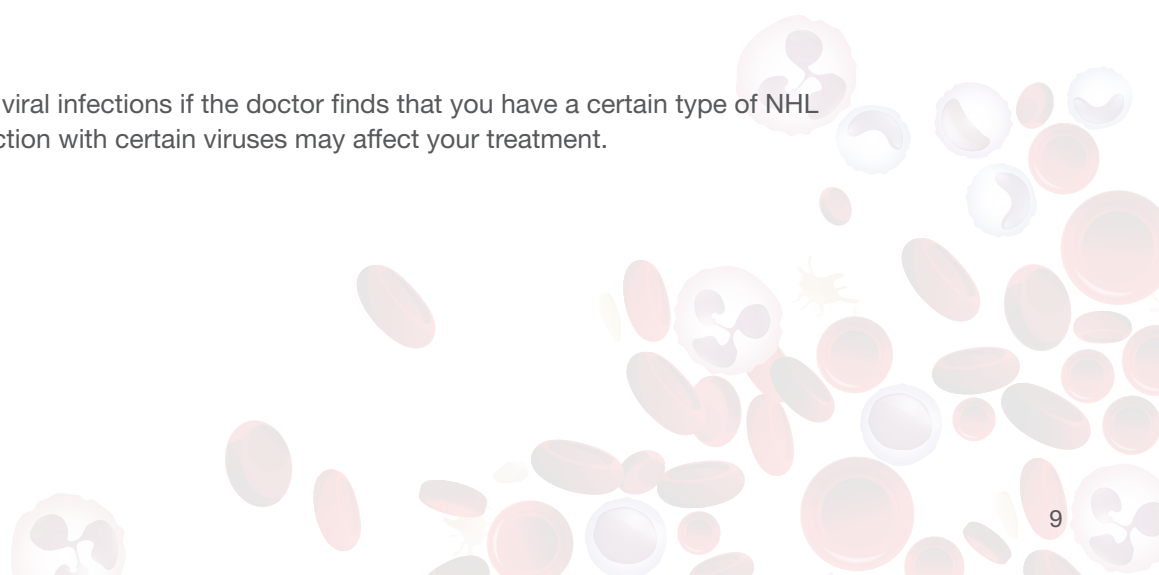 viral infections if the doctor finds that you have a certain type of NHL
ction with certain viruses may affect your treatment.
9